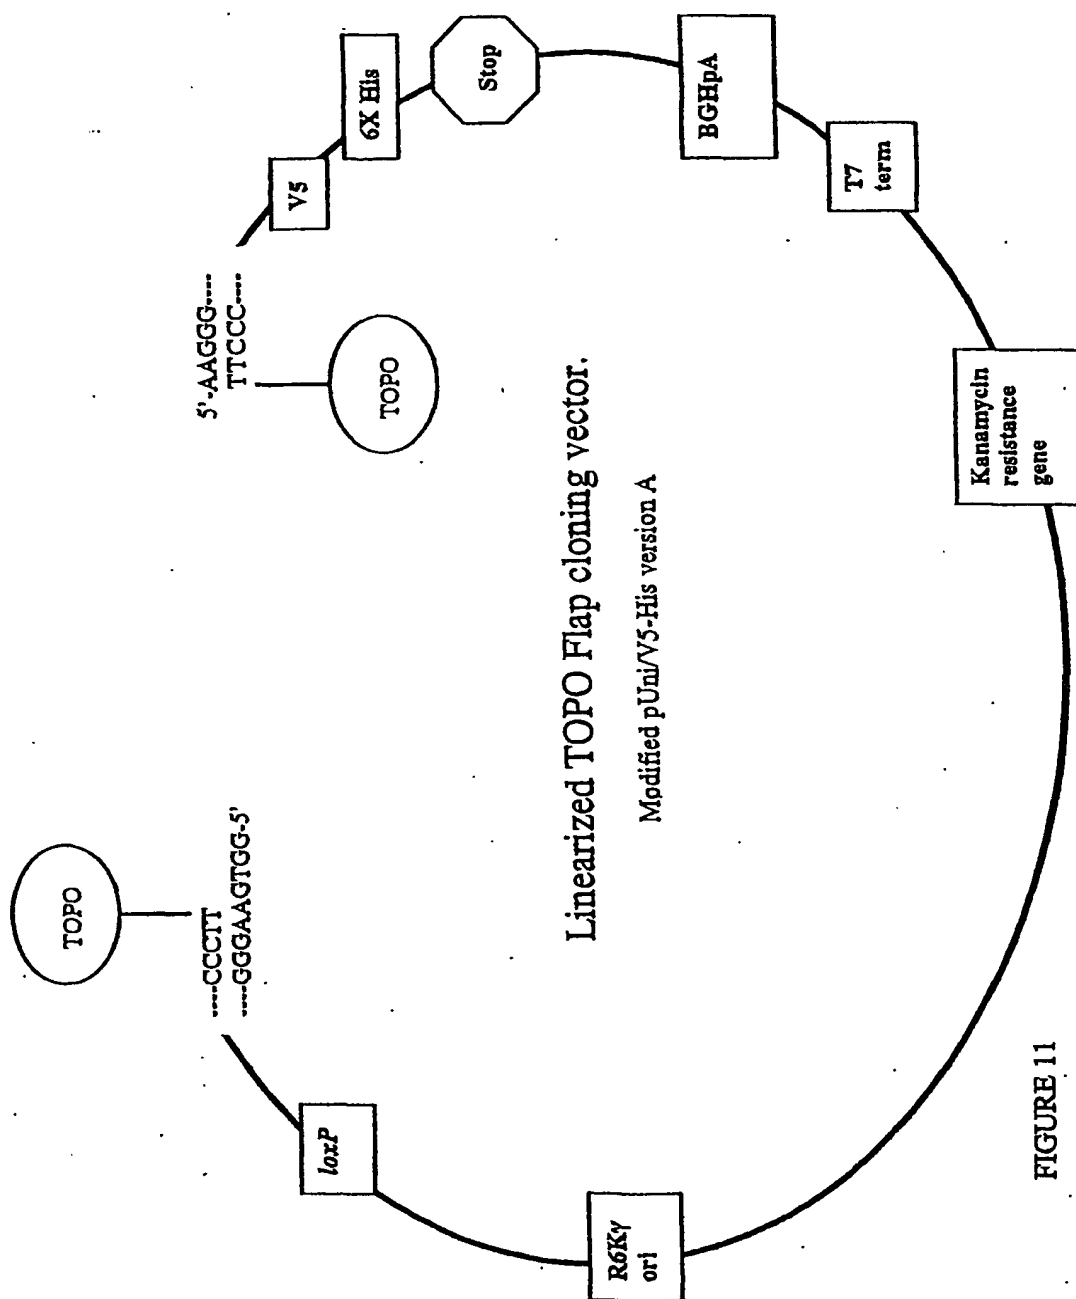 TOPO
----CCCTT
----GGGAAGTGG-5'
5'-AAGGG----
TTCCC----
TOPO
V5
6X His
Stop
BGHpA
T7
term
Kanamycin
resistance
gene
R6Kγ
ori
loxP
Linearized TOPO Flap cloning vector.
Modified pUni/V5-His version A
FIGURE 11